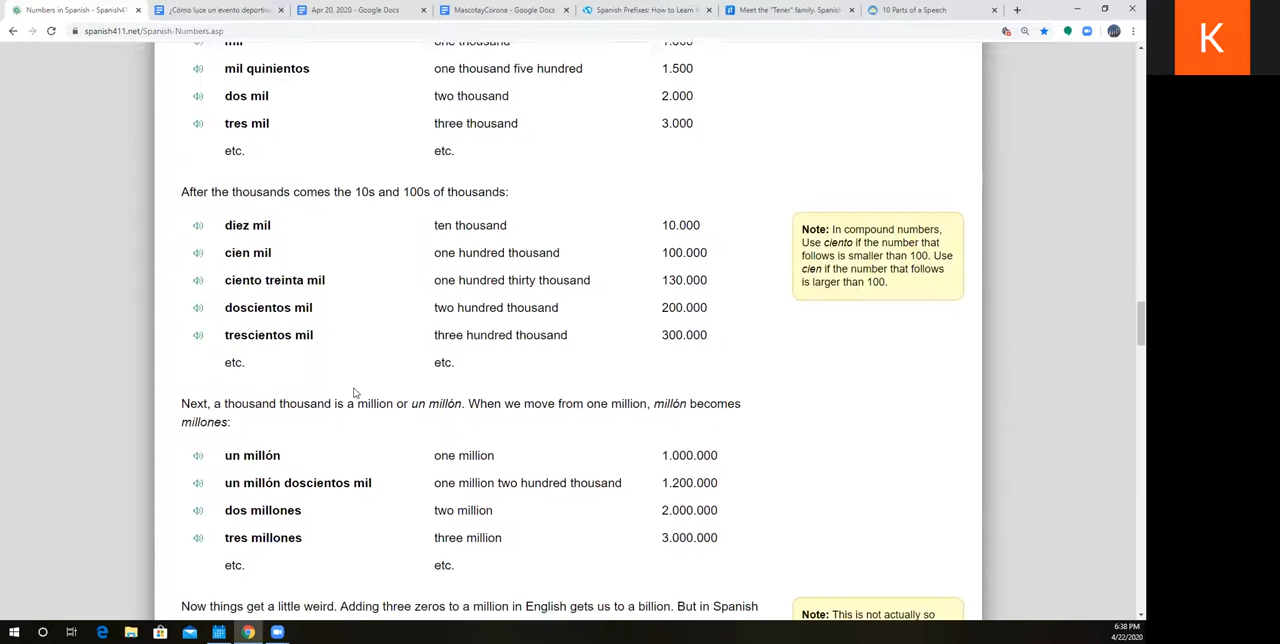 Numbers in Spanish - Spanish41
¿Cómo luce un evento deportiv
Apr 20, 2020 - Google Docs
MascotayCorona - Google Docs
Spanish Prefixes: How to Learn
Meet the "Tener" family. Spanish
10 Parts of a Speech
spanish411.net/Spanish-Numbers.asp
K
mil one thousand 1.000
mil quinientos one thousand five hundred 1.500
dos mil two thousand 2.000
tres mil three thousand 3.000
etc. etc.
After the thousands comes the 10s and 100s of thousands:
diez mil ten thousand 10.000
cien mil one hundred thousand 100.000
ciento treinta mil one hundred thirty thousand 130.000
doscientos mil two hundred thousand 200.000
trescientos mil three hundred thousand 300.000
etc. etc.
Note: In compound numbers,
Use ciento if the number that
follows is smaller than 100. Use
cien if the number that follows
is larger than 100.
Next, a thousand thousand is a million or un millón. When we move from one million, millón becomes
millones:
un millón one million 1.000.000
un millón doscientos mil one million two hundred thousand 1.200.000
dos millones two million 2.000.000
tres millones three million 3.000.000
etc. etc.
Now things get a little weird. Adding three zeros to a million in English gets us to a billion. But in Spanish
Note: This is not actually so
6:38 PM
4/22/2020